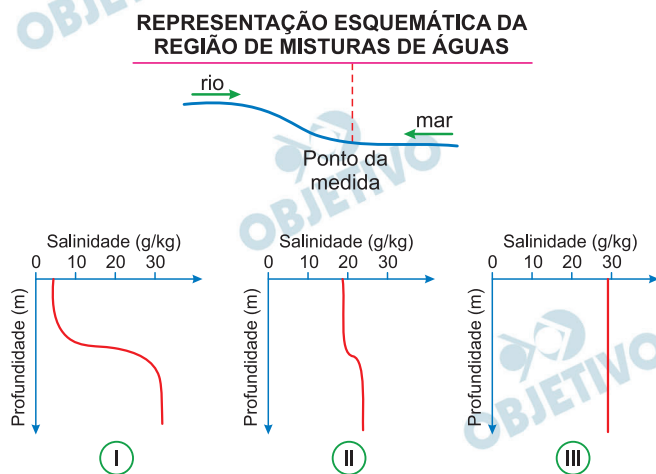 OBJETIVO
REPRESENTAÇÃO ESQUEMÁTICA DA
REGIÃO DE MISTURAS DE ÁGUAS
rio
mar
Ponto da
medida
OBJETIVO
Salinidade (g/kg)
0 10 20 30
Profundidade (m)
I
Salinidade (g/kg)
0 10 20 30
Profundidade (m)
II
Salinidade (g/kg)
0 10 20 30
Profundidade (m)
OBJETIVO
III